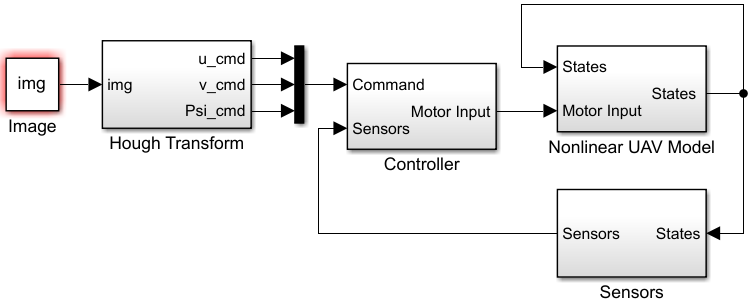 img
Image
img
u_cmd
v_cmd
Psi_cmd
Hough Transform
Command
Sensors
Motor Input
Controller
States
Motor Input
States
Nonlinear UAV Model
Sensors
States
Sensors